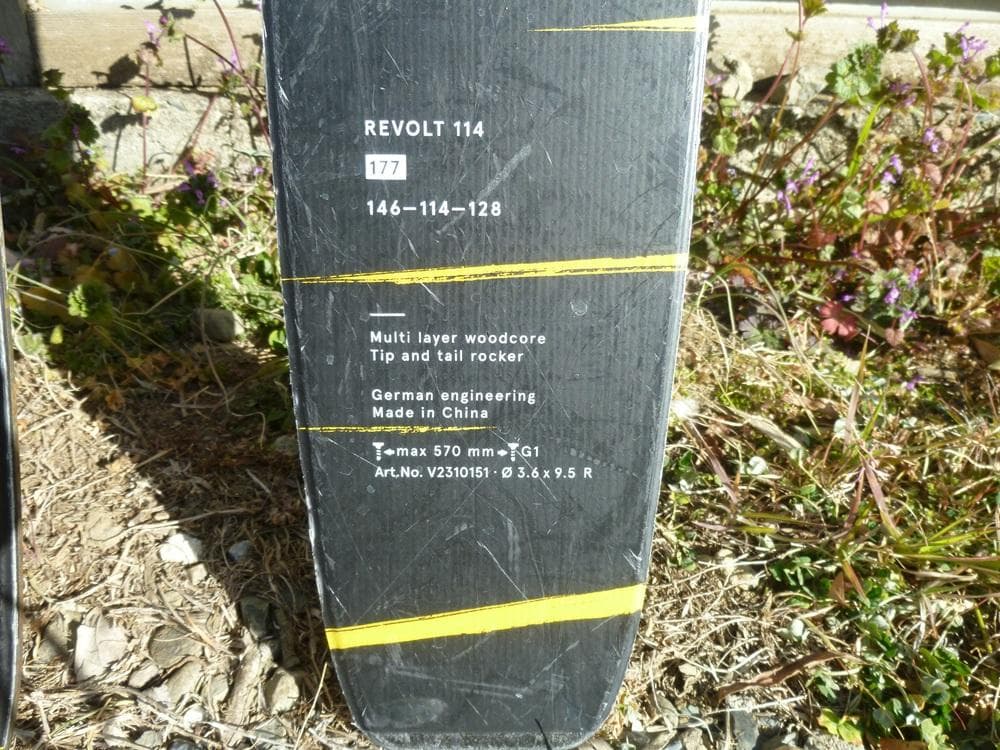 REVOLT 114
177
146–114–128
Multi layer woodcore
Tip and tail rocker
German engineering
Made in China
max 570 mm G1
Art.No. V2310151 · Ø 3.6 x 9.5 R